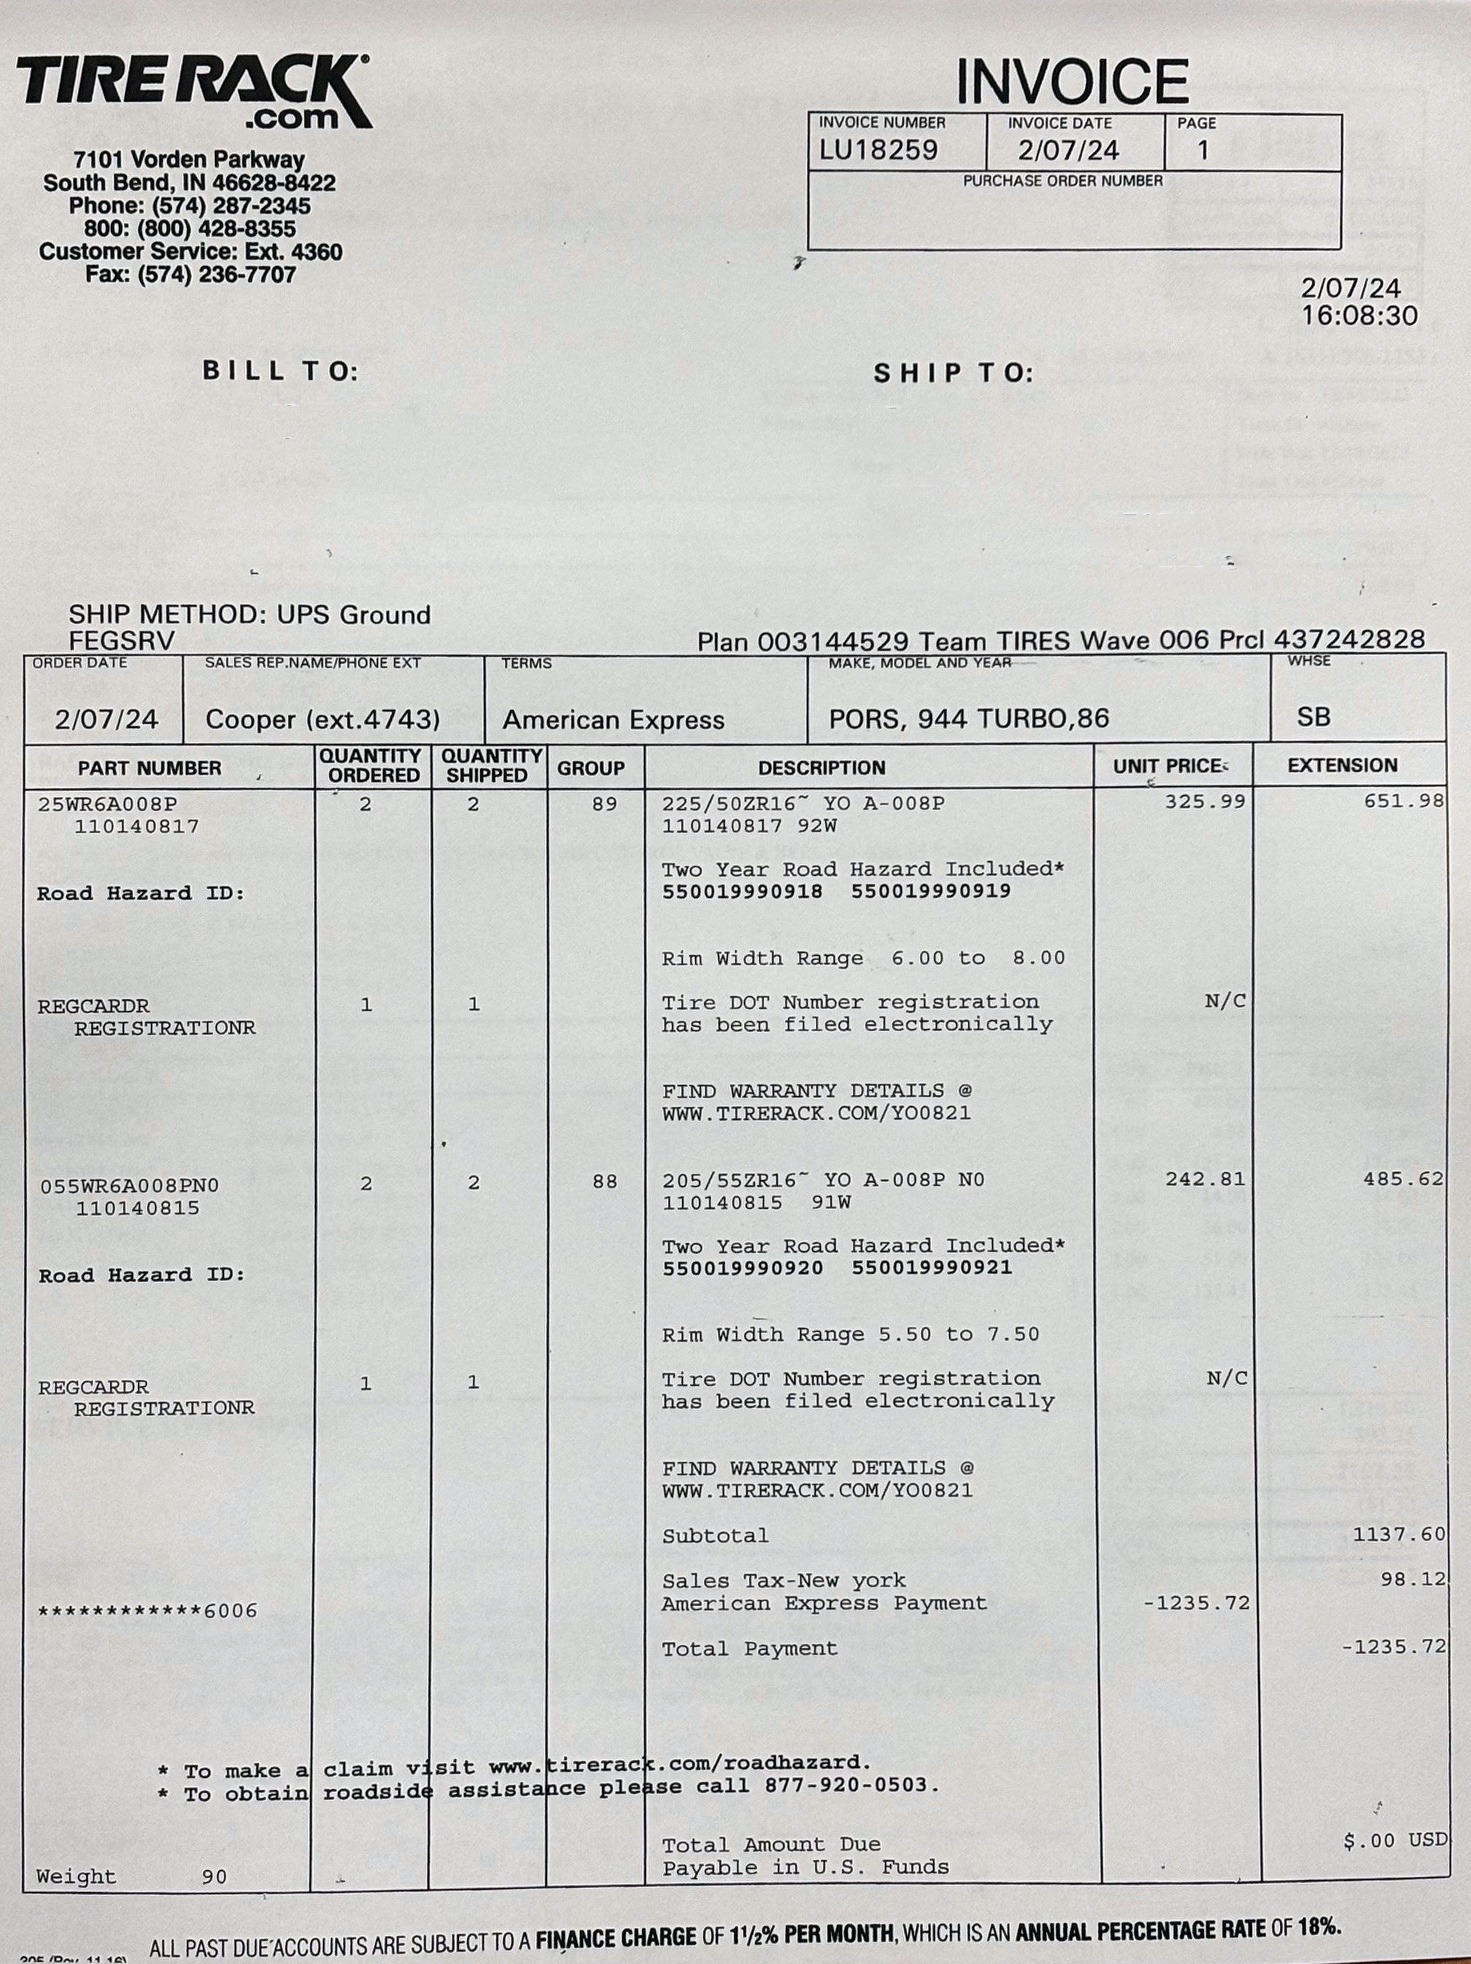 TIRE RACK
.com
7101 Vorden Parkway
South Bend, IN 46628-8422
Phone: (574) 287-2345
800: (800) 428-8355
Customer Service: Ext. 4360
Fax: (574) 236-7707
INVOICE
INVOICE NUMBER INVOICE DATE PAGE
LU18259 2/07/24 1
PURCHASE ORDER NUMBER
2/07/24
16:08:30
BILL TO: SHIP TO:
SHIP METHOD: UPS Ground
FEGSRV Plan 003144529 Team TIRES Wave 006 Prcl 437242828
ORDER DATE SALES REP.NAME/PHONE EXT TERMS MAKE, MODEL AND YEAR WHSE
2/07/24 Cooper (ext.4743) American Express PORS, 944 TURBO,86 SB
PART NUMBER QUANTITY ORDERED QUANTITY SHIPPED GROUP DESCRIPTION UNIT PRICE EXTENSION
25WR6A008P 2 2 89 225/50ZR16~ YO A-008P 325.99 651.98
110140817 110140817 92W
Two Year Road Hazard Included*
Road Hazard ID: 550019990918 550019990919
Rim Width Range 6.00 to 8.00
REGCARDR 1 1 Tire DOT Number registration N/C
REGISTRATIONR has been filed electronically
FIND WARRANTY DETAILS @
WWW.TIRERACK.COM/YO0821
055WR6A008PN0 2 2 88 205/55ZR16~ YO A-008P N0 242.81 485.62
110140815 110140815 91W
Two Year Road Hazard Included*
Road Hazard ID: 550019990920 550019990921
Rim Width Range 5.50 to 7.50
REGCARDR 1 1 Tire DOT Number registration N/C
REGISTRATIONR has been filed electronically
FIND WARRANTY DETAILS @
WWW.TIRERACK.COM/YO0821
Subtotal 1137.60
Sales Tax-New york 98.12
************6006 American Express Payment -1235.72
Total Payment -1235.72
* To make a claim visit www.tirerack.com/roadhazard.
* To obtain roadside assistance please call 877-920-0503.
Total Amount Due $.00 USD
Weight 90 Payable in U.S. Funds
ALL PAST DUE ACCOUNTS ARE SUBJECT TO A FINANCE CHARGE OF 1 1/2% PER MONTH, WHICH IS AN ANNUAL PERCENTAGE RATE OF 18%.